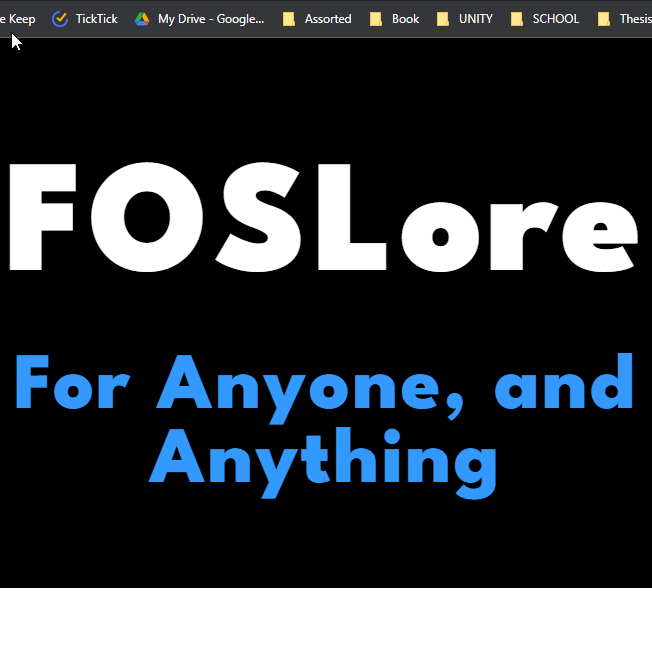 e Keep TickTick My Drive - Google... Assorted Book UNITY SCHOOL Thesis
FOSLore
For Anyone, and
Anything